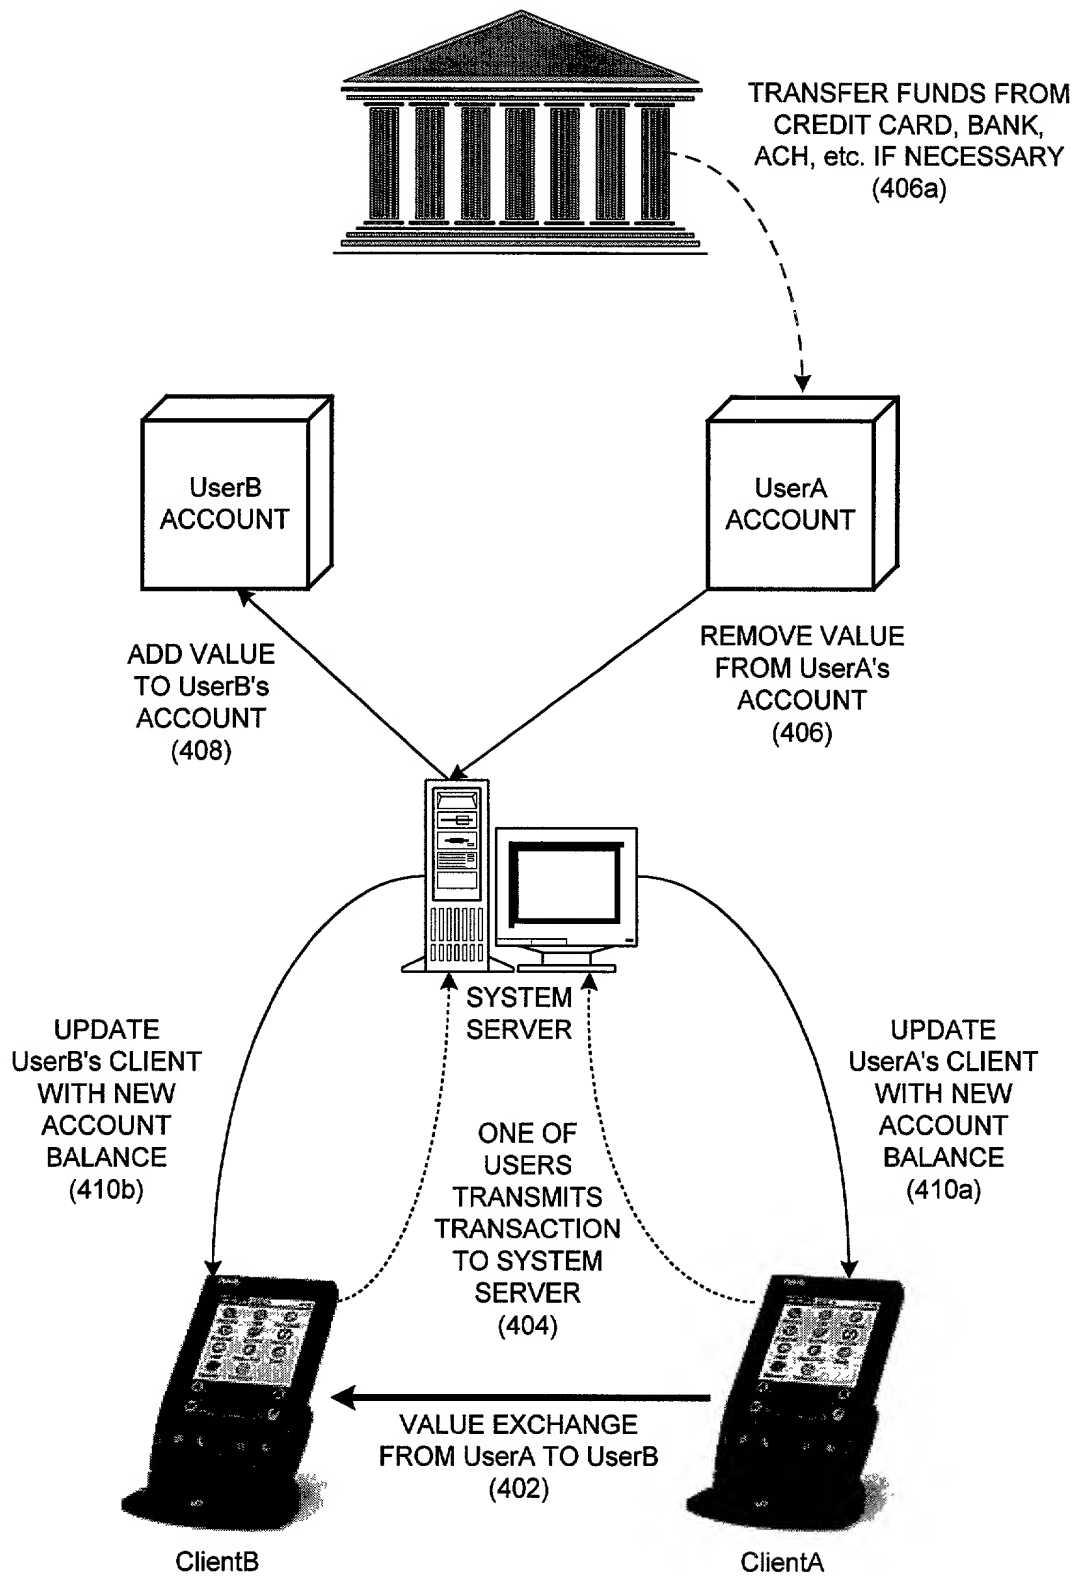 TRANSFER FUNDS FROM
CREDIT CARD, BANK,
ACH, etc. IF NECESSARY
(406a)
UserB
ACCOUNT
UserA
ACCOUNT
ADD VALUE
TO UserB's
ACCOUNT
(408)
REMOVE VALUE
FROM UserA's
ACCOUNT
(406)
SYSTEM
SERVER
UPDATE
UserB's CLIENT
WITH NEW
ACCOUNT
BALANCE
(410b)
ONE OF
USERS
TRANSMITS
TRANSACTION
TO SYSTEM
SERVER
(404)
UPDATE
UserA's CLIENT
WITH NEW
ACCOUNT
BALANCE
(410a)
VALUE EXCHANGE
FROM UserA TO UserB
(402)
ClientB
ClientA